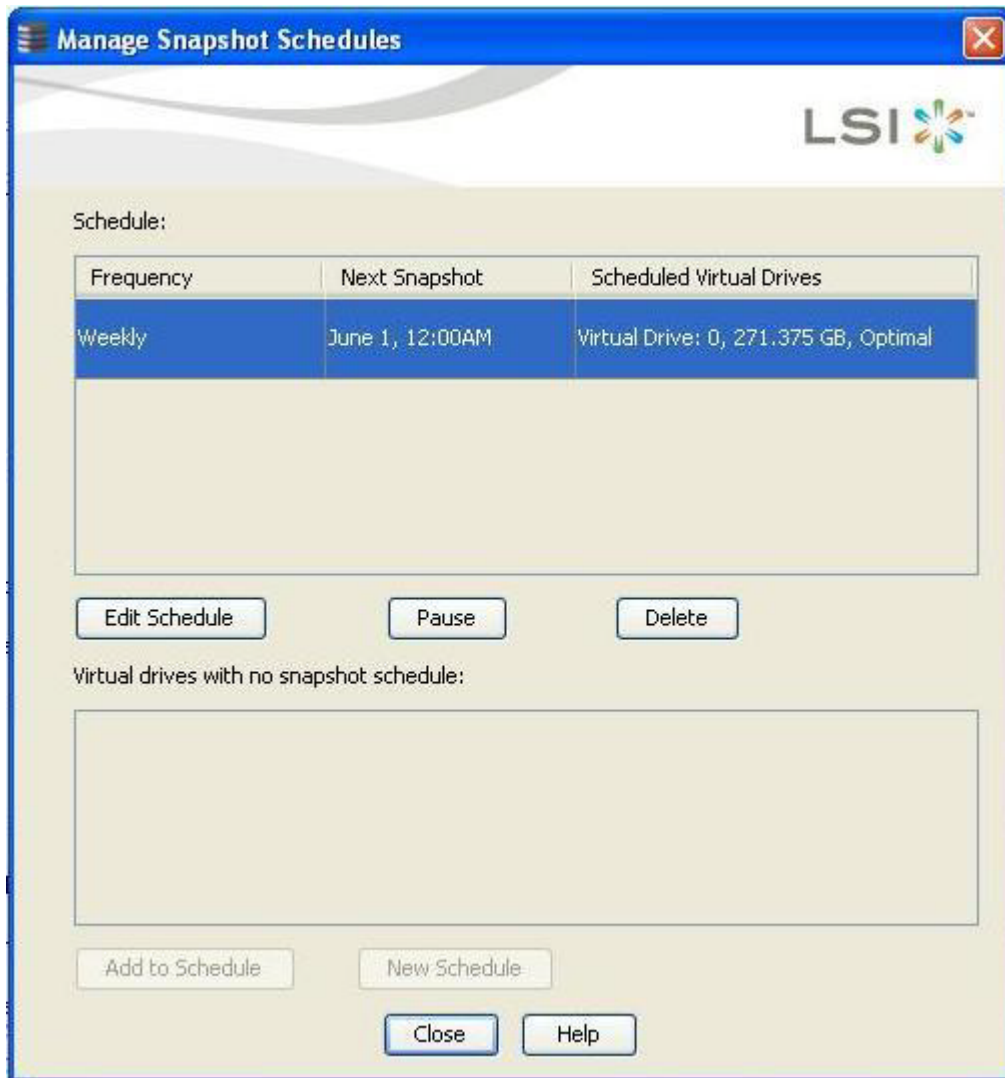 Manage Snapshot Schedules
LSI
Schedule:
Frequency Next Snapshot Scheduled Virtual Drives
Weekly June 1, 12:00AM Virtual Drive: 0, 271.375 GB, Optimal
Edit Schedule Pause Delete
Virtual drives with no snapshot schedule:
Add to Schedule New Schedule
Close Help